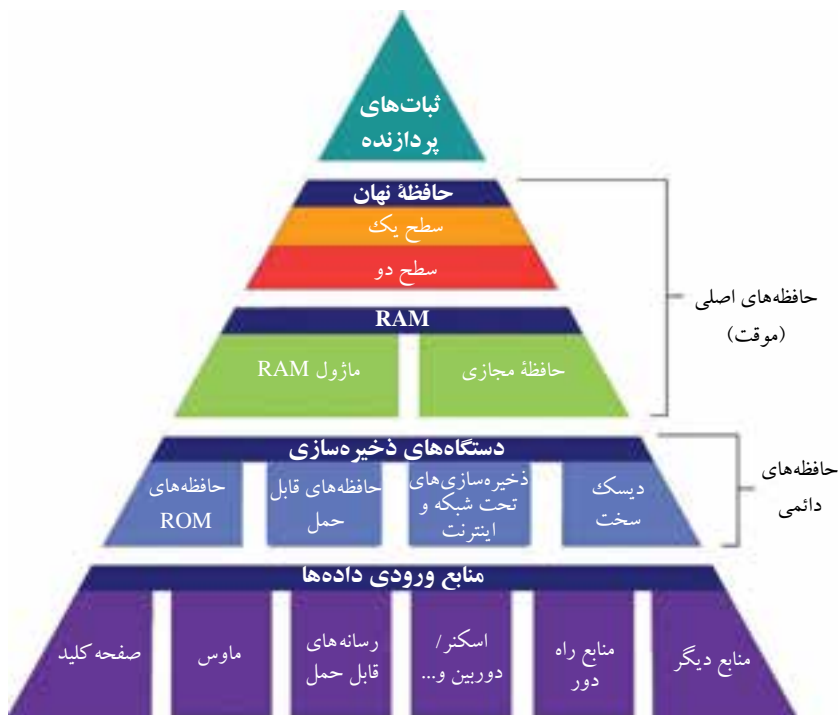 ثبات‌های
پردازنده
حافظهٔ نهان
سطح یک
سطح دو
RAM
حافظهٔ مجازی
ماژول RAM
حافظه‌های اصلی
(موقت)
دستگاه‌های ذخیره‌سازی
دیسک
سخت
ذخیره‌سازی‌های
تحت شبکه و
اینترنت
حافظه‌های قابل
حمل
حافظه‌های
ROM
حافظه‌های
دائمی
منابع ورودی داده‌ها
منابع دیگر
منابع راه
دور
اسکنر/
دوربین و...
رسانه‌های
قابل حمل
ماوس
صفحه کلید